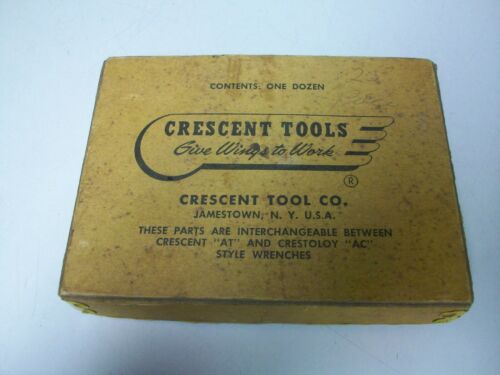 CONTENTS: ONE DOZEN
CRESCENT TOOLS
Give Wings to Work
®
CRESCENT TOOL CO.
JAMESTOWN, N. Y. U.S.A.
THESE PARTS ARE INTERCHANGEABLE BETWEEN
CRESCENT "AT" AND CRESTOLOY "AC"
STYLE WRENCHES